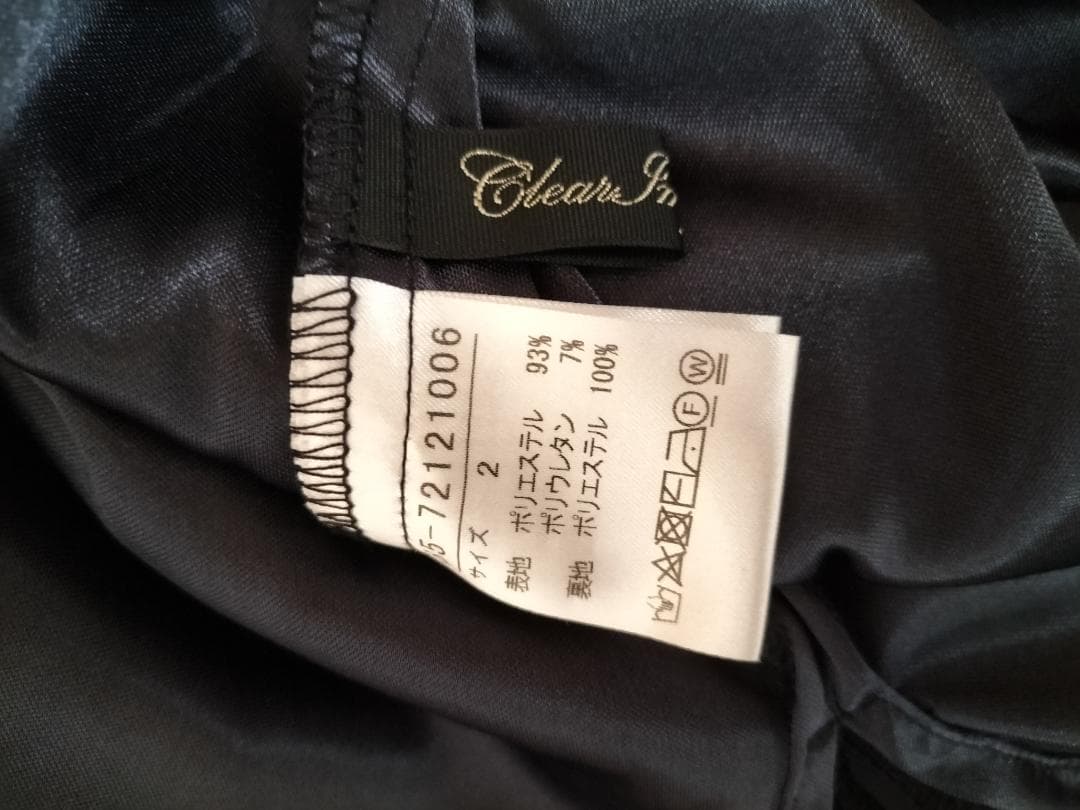 Clear Im
5-72121006
サイズ 2
表地 ポリエステル 93%
ポリウレタン 7%
裏地 ポリエステル 100%
F W